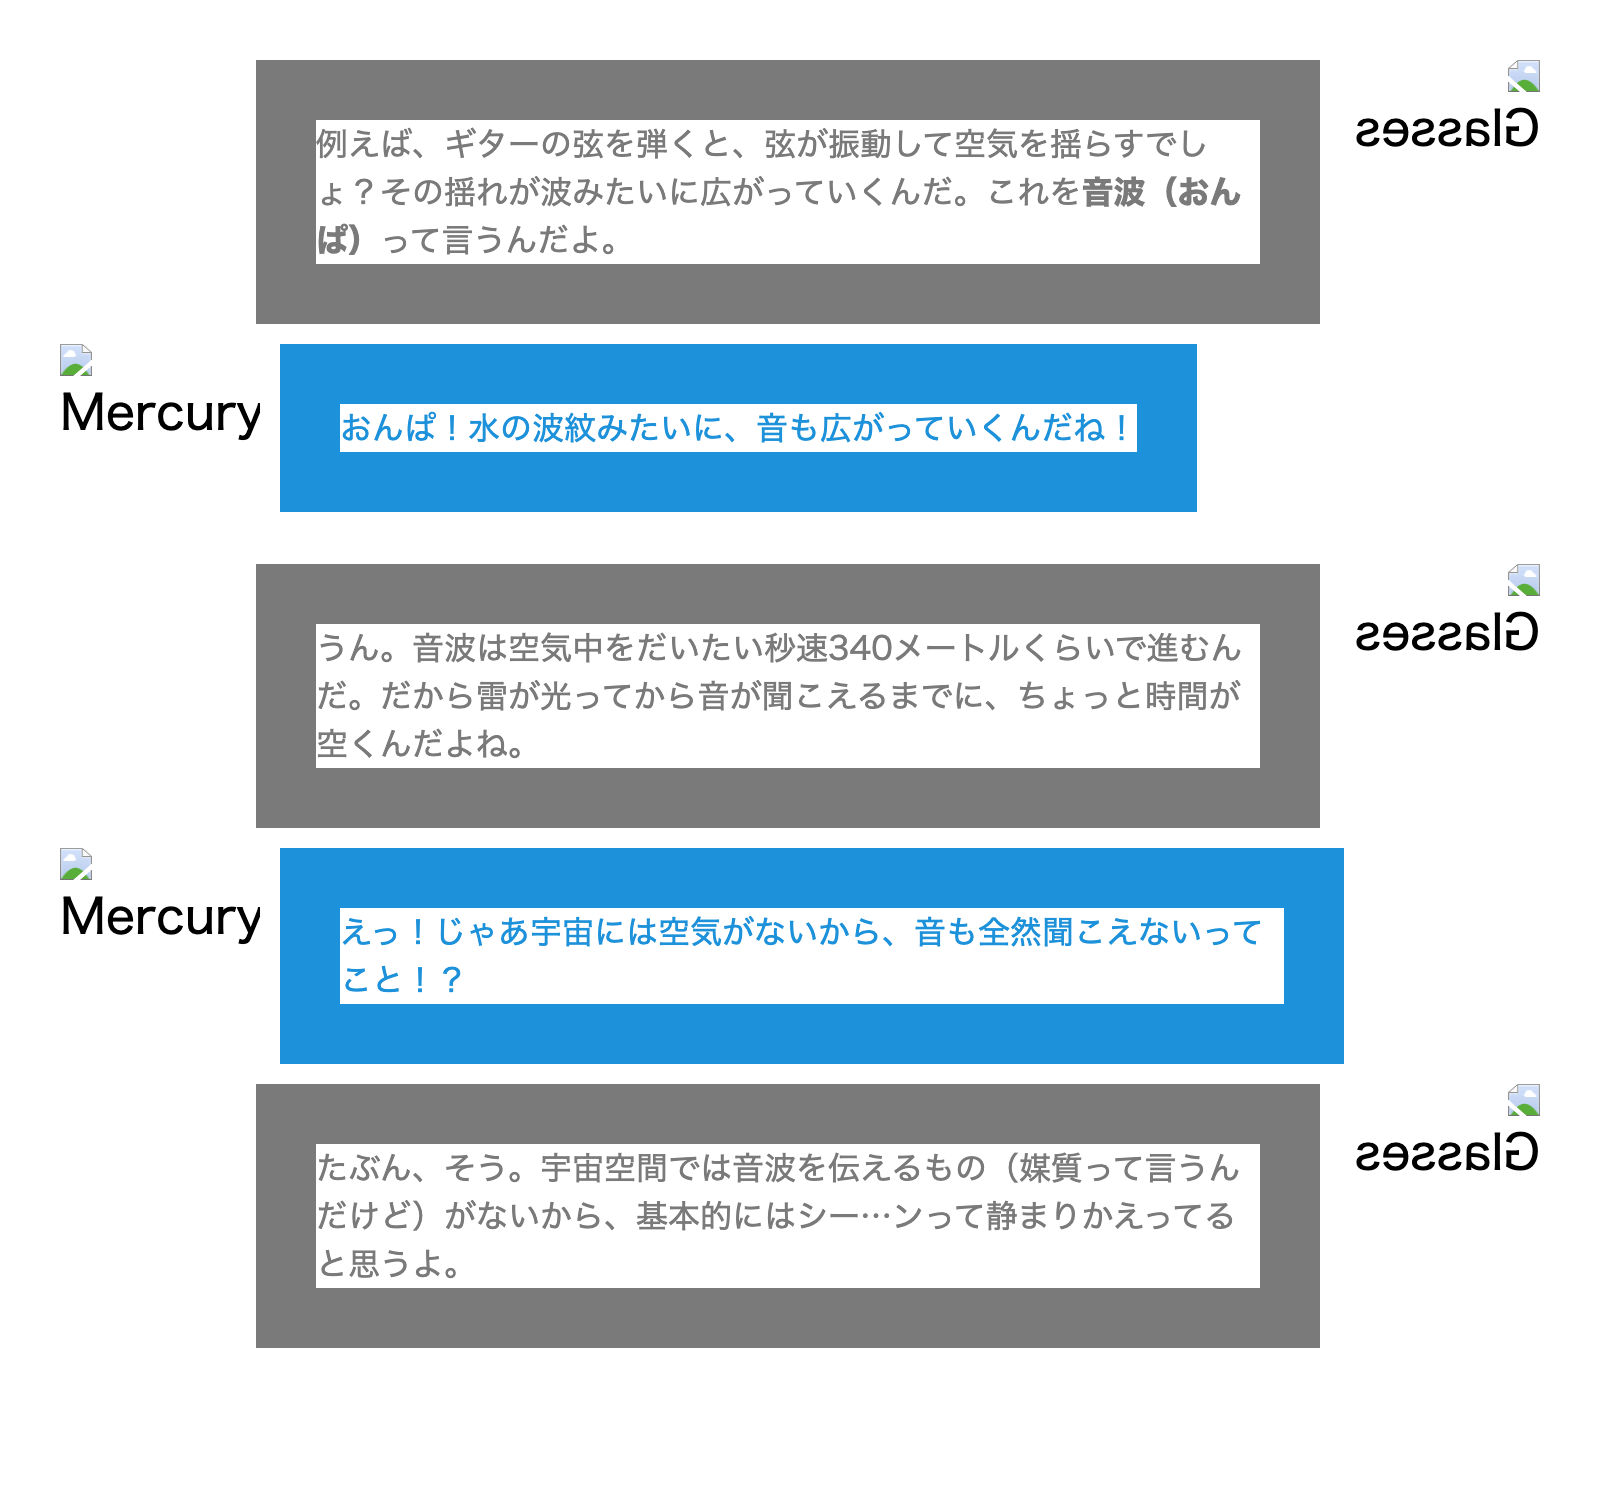 例えば、ギターの弦を弾くと、弦が振動して空気を揺らすでし
ょ？その揺れが波みたいに広がっていくんだ。これを音波（おん
ぱ）って言うんだよ。
Glasses
Mercury
おんぱ！水の波紋みたいに、音も広がっていくんだね！
うん。音波は空気中をだいたい秒速340メートルくらいで進むん
だ。だから雷が光ってから音が聞こえるまでに、ちょっと時間が
空くんだよね。
Glasses
Mercury
えっ！じゃあ宇宙には空気がないから、音も全然聞こえないって
こと！？
たぶん、そう。宇宙空間では音波を伝えるもの（媒質って言うん
だけど）がないから、基本的にはシー…ンって静まりかえってる
と思うよ。
Glasses